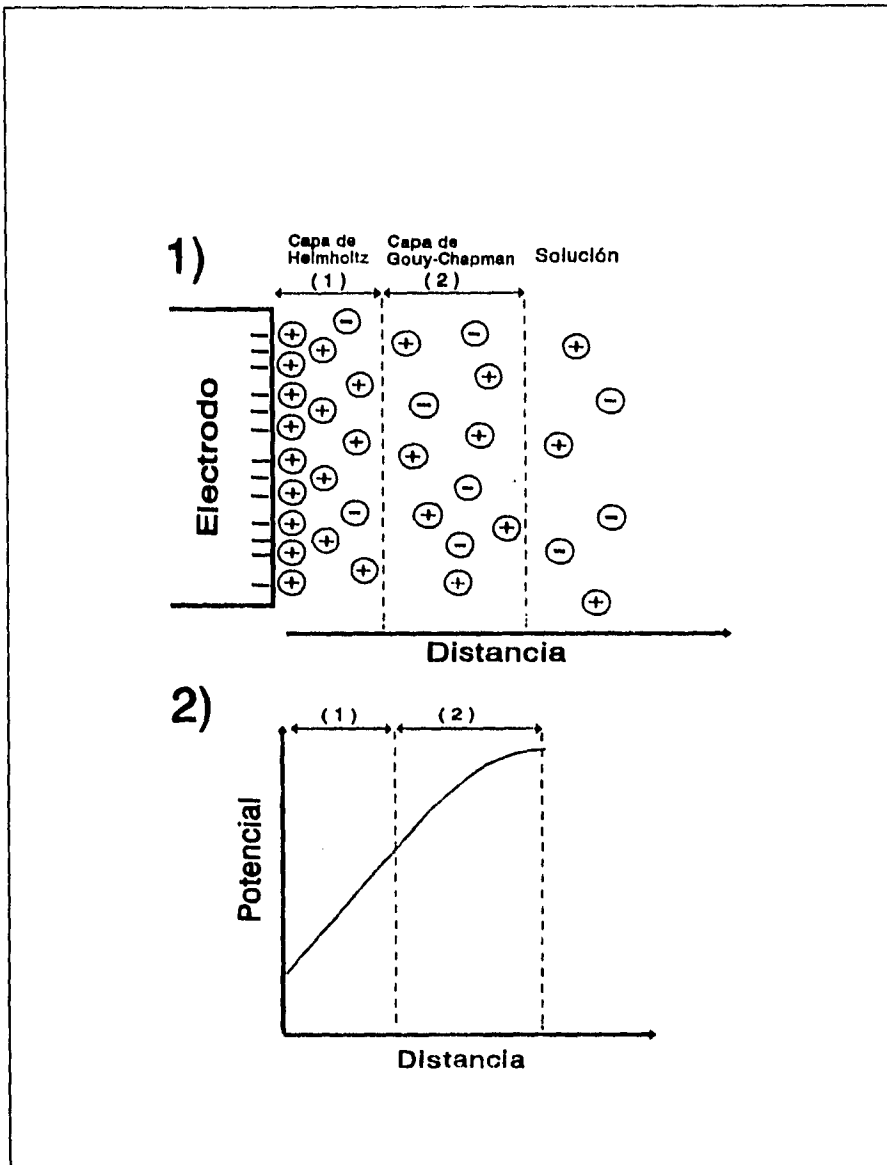 1)
Capa de
Helmholtz
(1)
Capa de
Gouy-Chapman
(2)
Solución
Electrodo
Distancia
2)
(1)
(2)
Potencial
Distancia